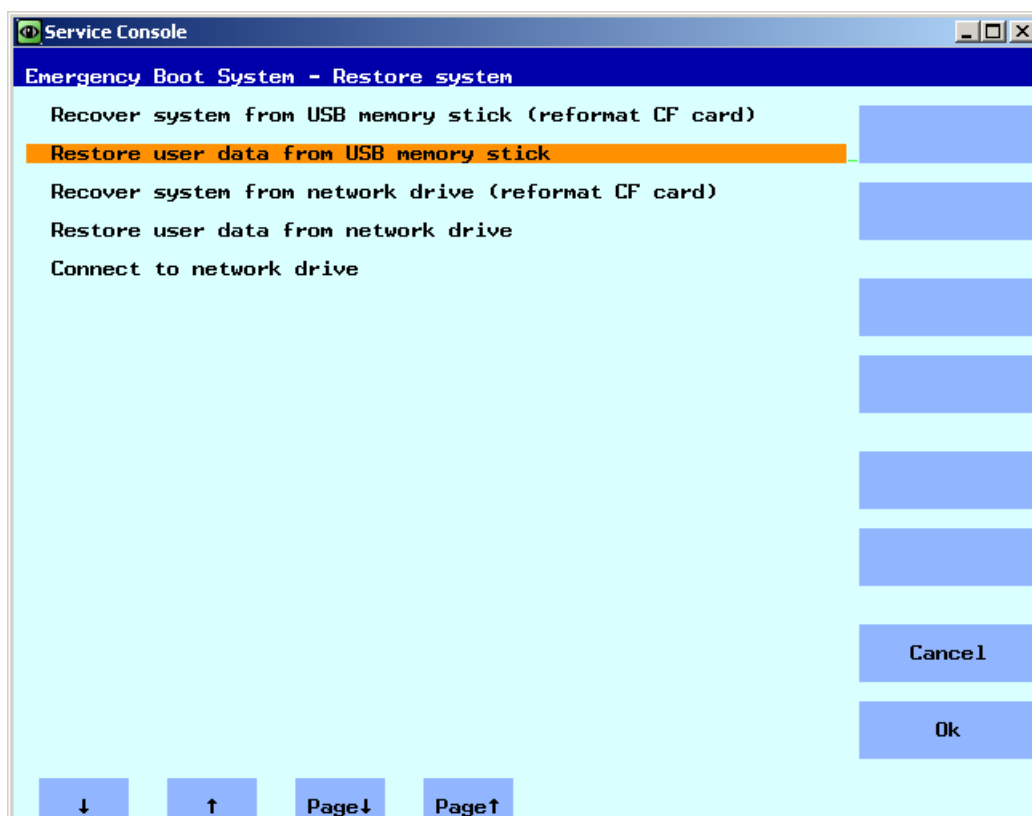 Service Console
Emergency Boot System - Restore system
Recover system from USB memory stick (reformat CF card)
Restore user data from USB memory stick
Recover system from network drive (reformat CF card)
Restore user data from network drive
Connect to network drive
Cancel
Ok
↓ ↑ Page↓ Page↑